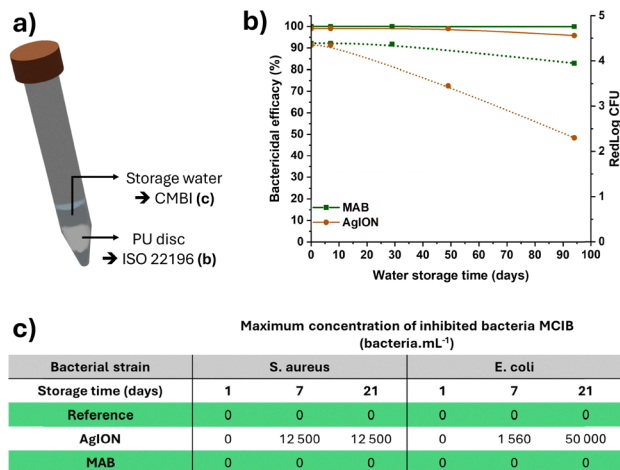 a)
Storage water
➔ CMBI (c)
PU disc
➔ ISO 22196 (b)
b)
Bactericidal efficacy (%)
100
90
80
70
60
50
40
30
20
10
0
MAB
AgION
0 10 20 30 40 50 60 70 80 90 100
Water storage time (days)
5
4
3
2
1
0
RedLog CFU
c)
Maximum concentration of inhibited bacteria MCIB
(bacteria.mL⁻¹)
Bacterial strain S. aureus E. coli
Storage time (days) 1 7 21 1 7 21
Reference 0 0 0 0 0 0
AgION 0 12 500 12 500 0 1 560 50 000
MAB 0 0 0 0 0 0